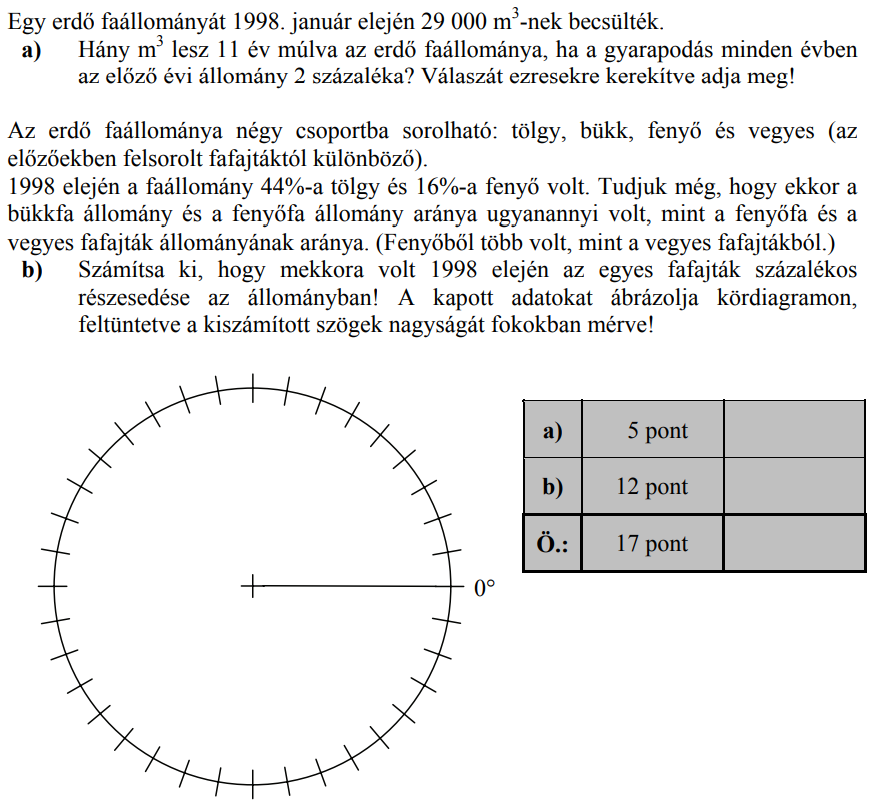 Egy erdő faállományát 1998. január elején 29 000 m³-nek becsülték.
a) Hány m³ lesz 11 év múlva az erdő faállománya, ha a gyarapodás minden évben
az előző évi állomány 2 százaléka? Válaszát ezresekre kerekítve adja meg!
Az erdő faállománya négy csoportba sorolható: tölgy, bükk, fenyő és vegyes (az
előzőekben felsorolt fafajtáktól különböző).
1998 elején a faállomány 44%-a tölgy és 16%-a fenyő volt. Tudjuk még, hogy ekkor a
bükkfa állomány és a fenyőfa állomány aránya ugyanannyi volt, mint a fenyőfa és a
vegyes fafajták állományának aránya. (Fenyőből több volt, mint a vegyes fafajtákból.)
b) Számítsa ki, hogy mekkora volt 1998 elején az egyes fafajták százalékos
részesedése az állományban! A kapott adatokat ábrázolja kördiagramon,
feltüntetve a kiszámított szögek nagyságát fokokban mérve!
0°
a) 5 pont
b) 12 pont
Ö.: 17 pont